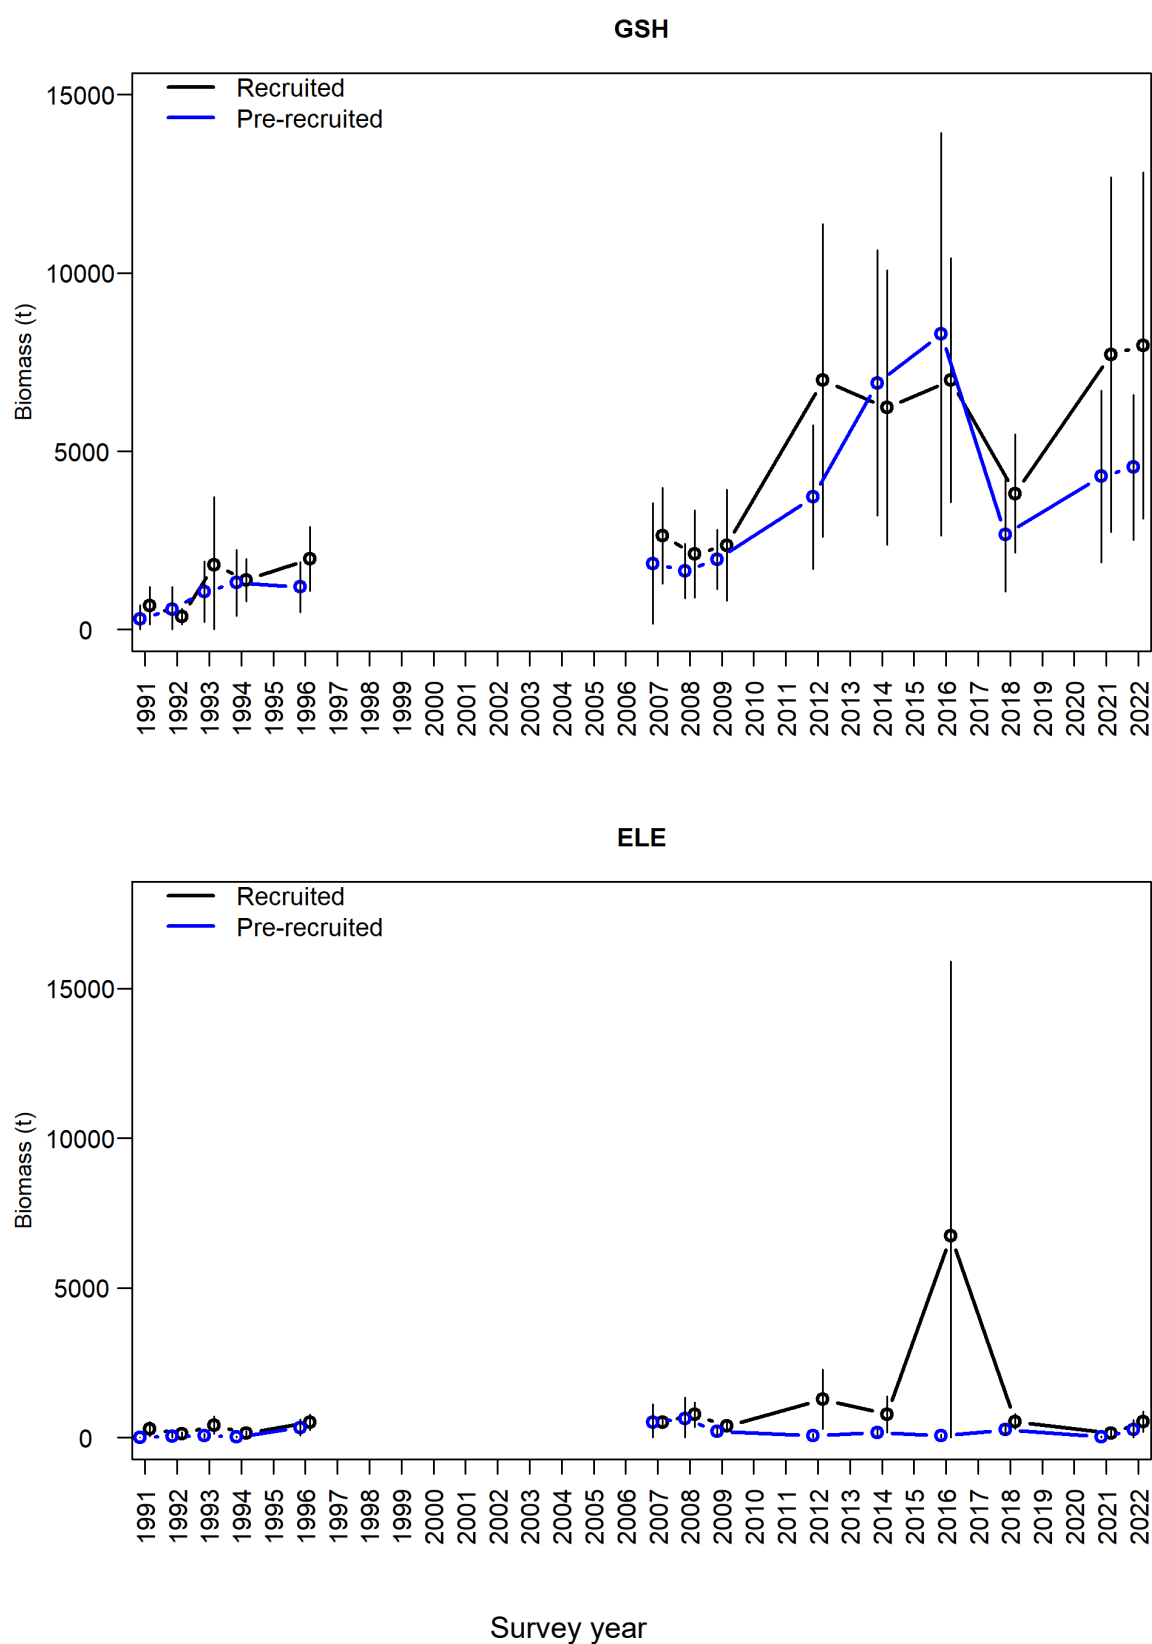 GSH
Recruited
Pre-recruited
15000
10000
5000
0
Biomass (t)
1991 1992 1993 1994 1995 1996 1997 1998 1999 2000 2001 2002 2003 2004 2005 2006 2007 2008 2009 2010 2011 2012 2013 2014 2015 2016 2017 2018 2019 2020 2021 2022
ELE
Recruited
Pre-recruited
15000
10000
5000
0
Biomass (t)
1991 1992 1993 1994 1995 1996 1997 1998 1999 2000 2001 2002 2003 2004 2005 2006 2007 2008 2009 2010 2011 2012 2013 2014 2015 2016 2017 2018 2019 2020 2021 2022
Survey year